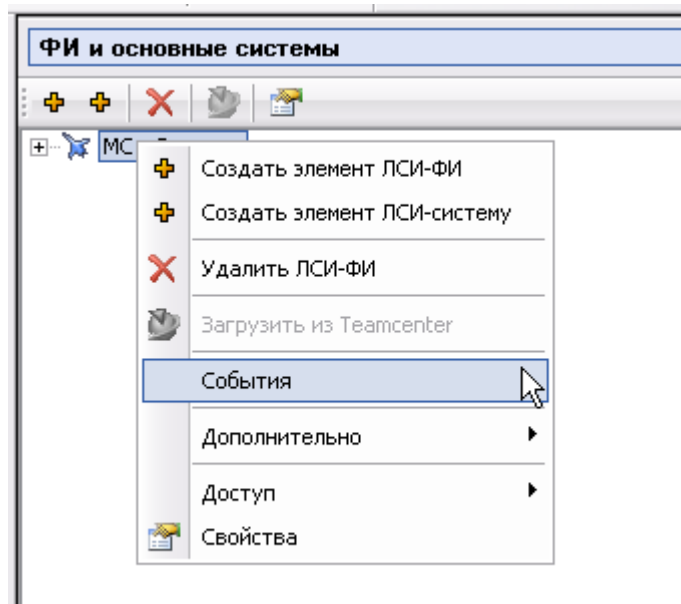 ФИ и основные системы
МС
Создать элемент ЛСИ-ФИ
Создать элемент ЛСИ-систему
Удалить ЛСИ-ФИ
Загрузить из Teamcenter
События
Дополнительно
Доступ
Свойства